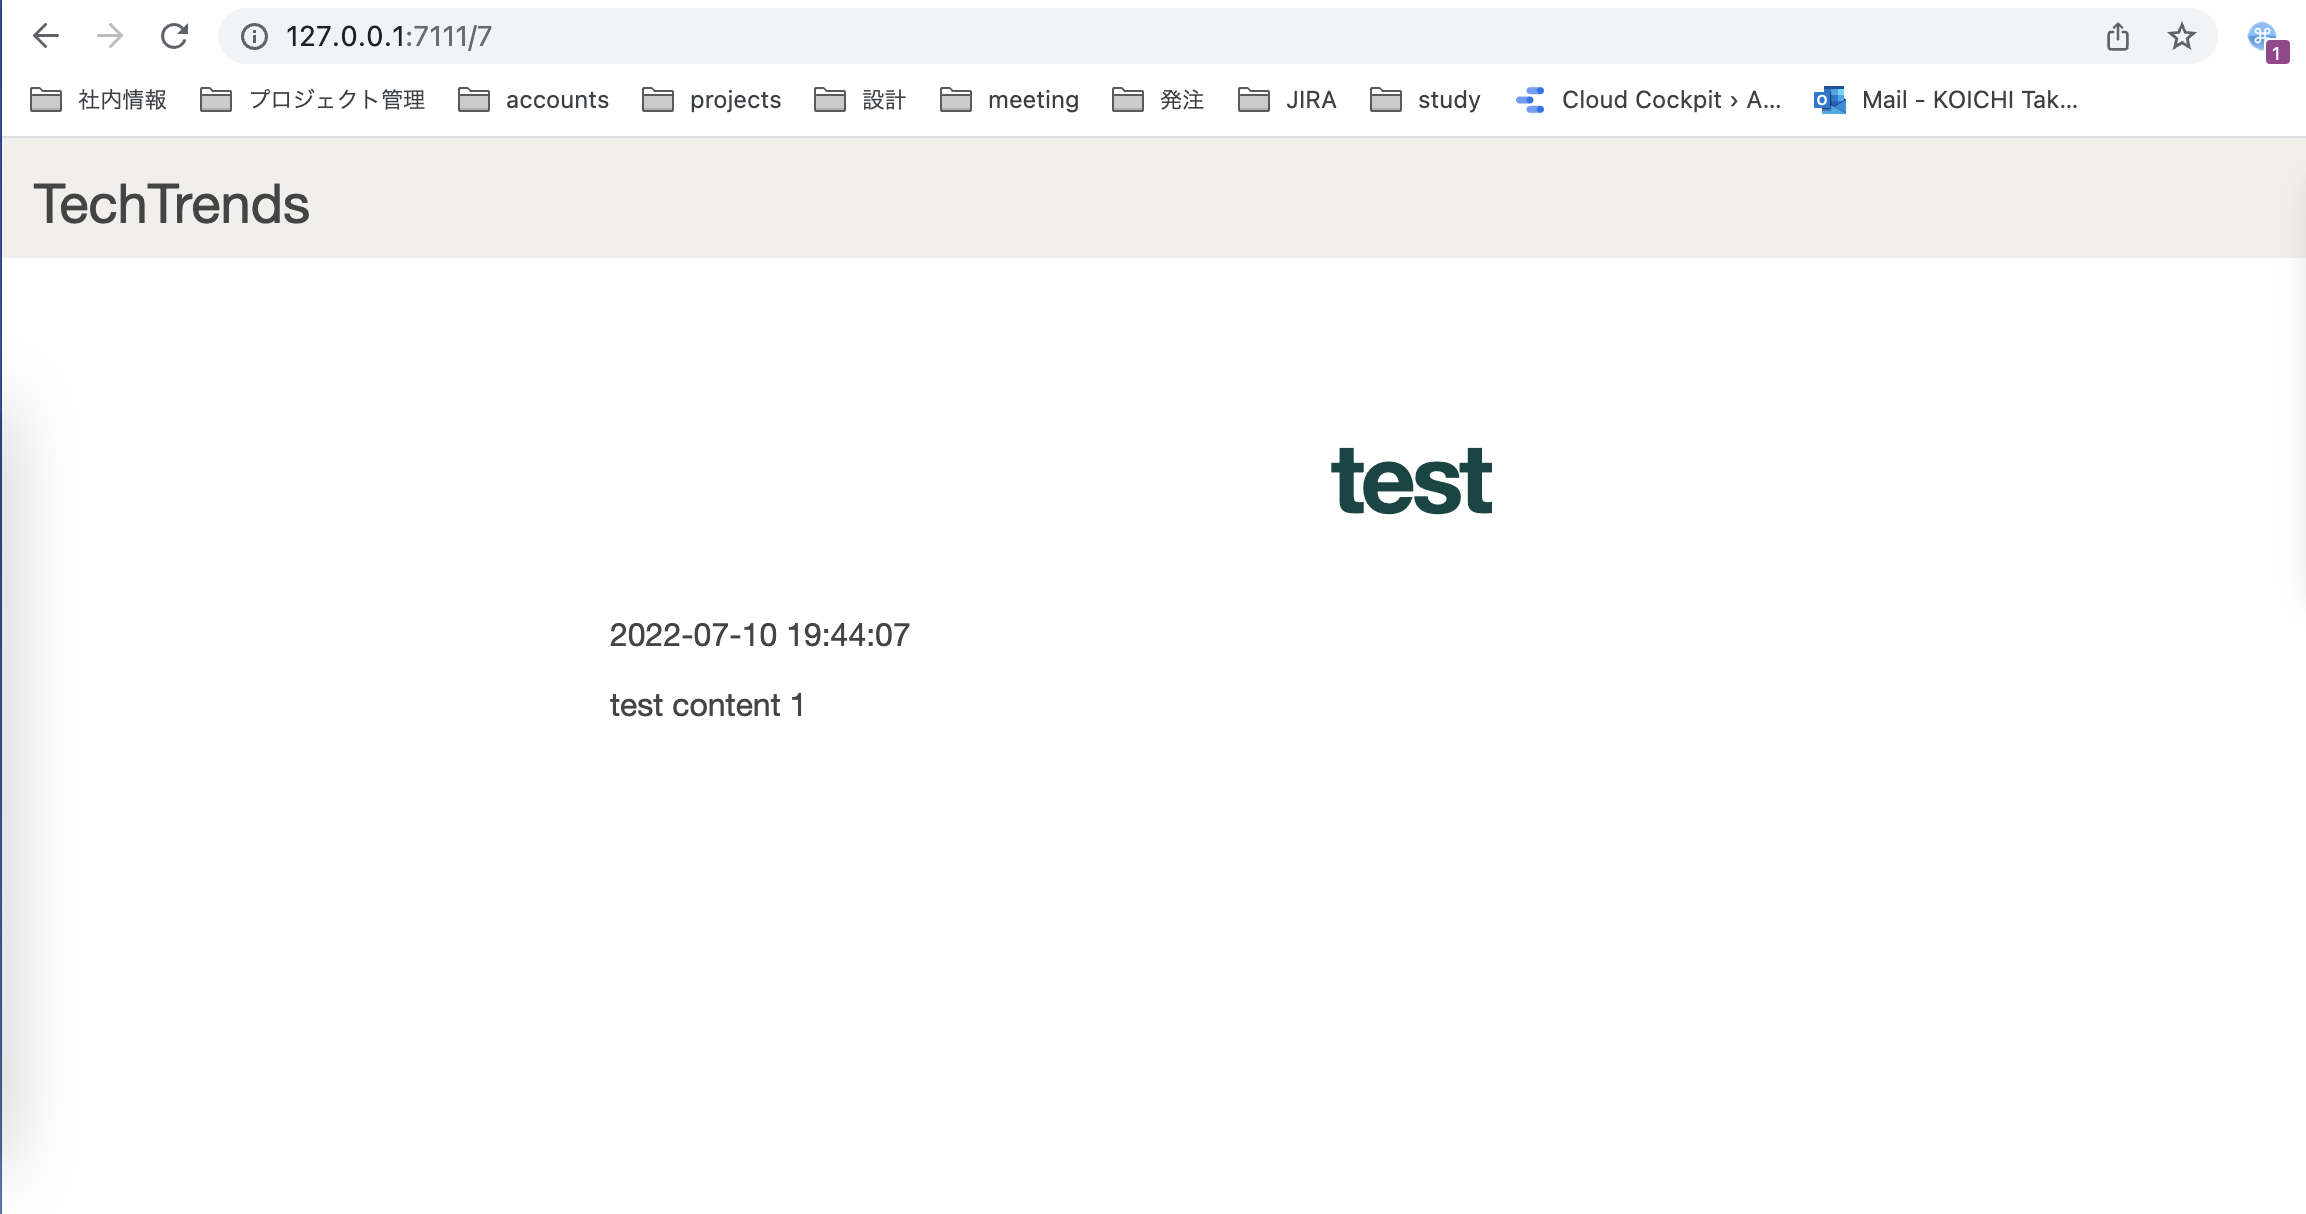 127.0.0.1:7111/7
社内情報 プロジェクト管理 accounts projects 設計 meeting 発注 JIRA study Cloud Cockpit › A... Mail - KOICHI Tak...
1
TechTrends
test
2022-07-10 19:44:07
test content 1